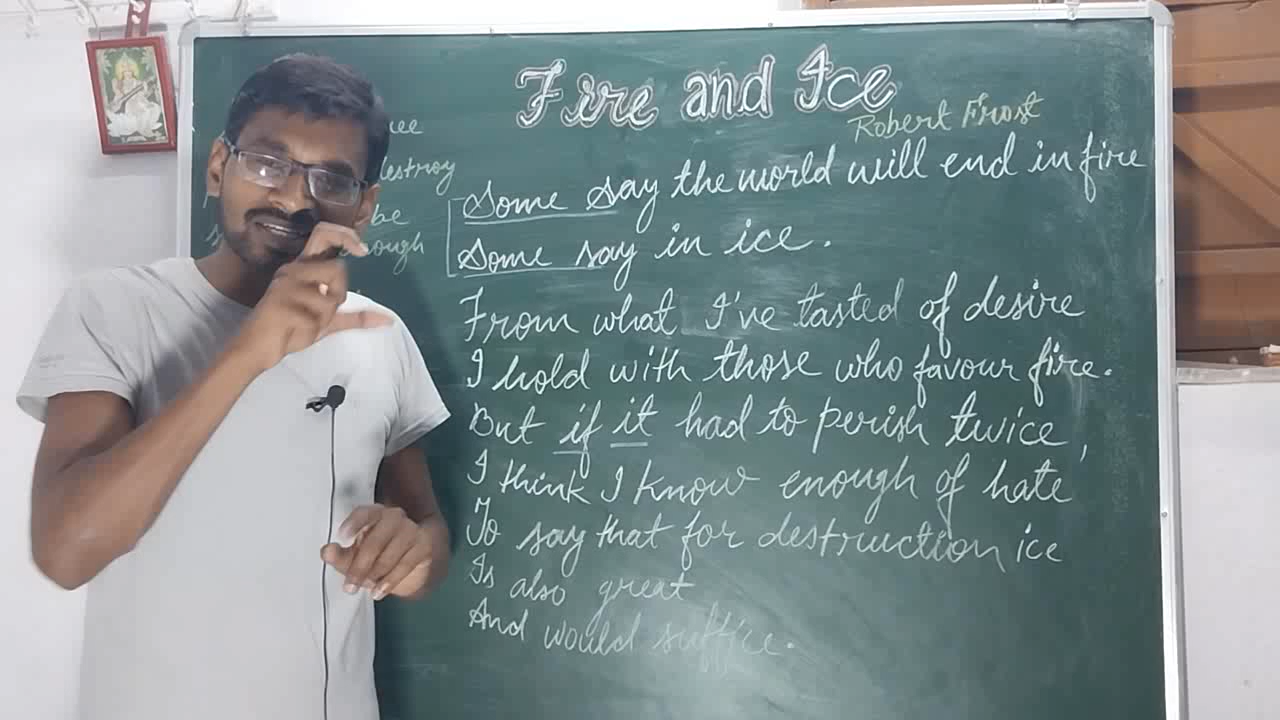 Fire and Ice
Robert Frost
Some say the world will end in fire
Some say in ice.
From what I've tasted of desire
I hold with those who favour fire.
But if it had to perish twice,
I think I know enough of hate
To say that for destruction ice
Is also great
And would suffice.
destroy
be